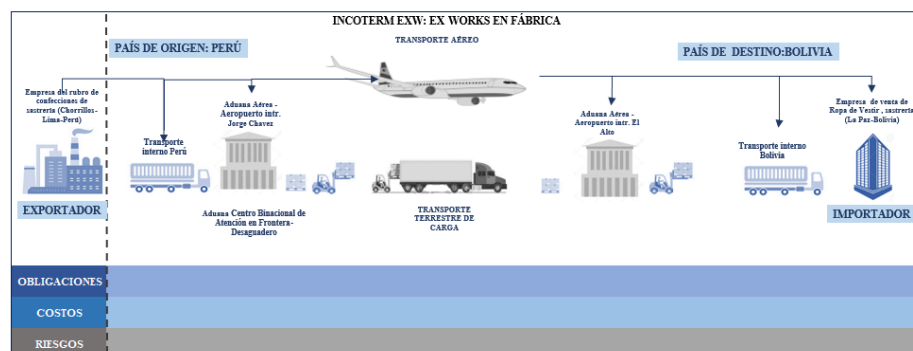 INCOTERM EXW: EX WORKS EN FÁBRICA
PAÍS DE ORIGEN: PERÚ
TRANSPORTE AÉREO
PAÍS DE DESTINO:BOLIVIA
Empresa del rubro de
confecciones de
sastrería (Chorrillos-
Lima-Perú)
Transporte
interno Perú
Aduana Aérea -
Aeropuerto intr.
Jorge Chavez
Aduana Aérea -
Aeropuerto intr. El
Alto
Transporte interno
Bolivia
Empresa de venta de
Ropa de Vestir , sastrería
(La Paz-Bolivia)
EXPORTADOR
Aduana Centro Binacional de
Atención en Frontera-
Desaguadero
TRANSPORTE
TERRESTRE DE
CARGA
IMPORTADOR
OBLIGACIONES
COSTOS
RIESGOS